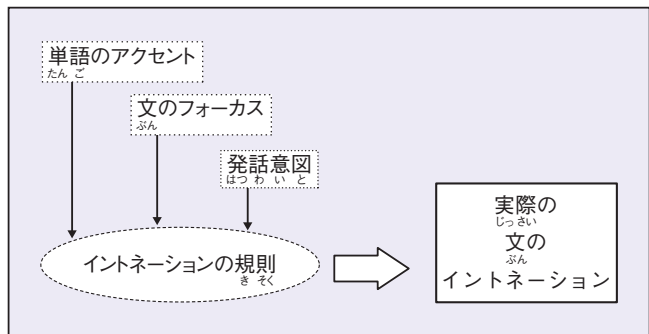 単語のアクセント
たん ご
文のフォーカス
ぶん
発話意図
はつ わ い と
イントネーションの規則
き そく
実際の
じっさい
文の
ぶん
イントネーション